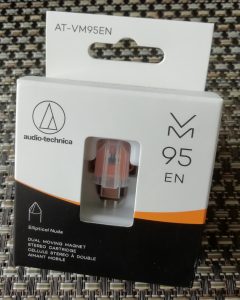 AT-VM95EN
audio-technica
VM
95
EN
Elliptical Nude
DUAL MOVING MAGNET
STEREO CARTRIDGE
CELLULE STÉRÉO À DOUBLE
AIMANT MOBILE